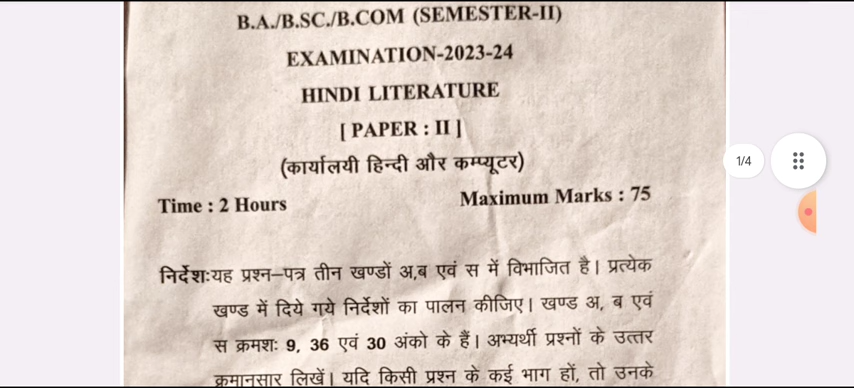 B.A./B.SC./B.COM (SEMESTER-II)
EXAMINATION-2023-24
HINDI LITERATURE
[ PAPER : II ]
(कार्यालयी हिन्दी और कम्प्यूटर)
1/4
Time : 2 Hours Maximum Marks : 75
निर्देश:यह प्रश्न-पत्र तीन खण्डों अ,ब एवं स में विभाजित है। प्रत्येक
खण्ड में दिये गये निर्देशों का पालन कीजिए। खण्ड अ, ब एवं
स क्रमशः 9, 36 एवं 30 अंको के हैं। अभ्यर्थी प्रश्नों के उत्तर
क्रमानुसार लिखें। यदि किसी प्रश्न के कई भाग हों, तो उनके